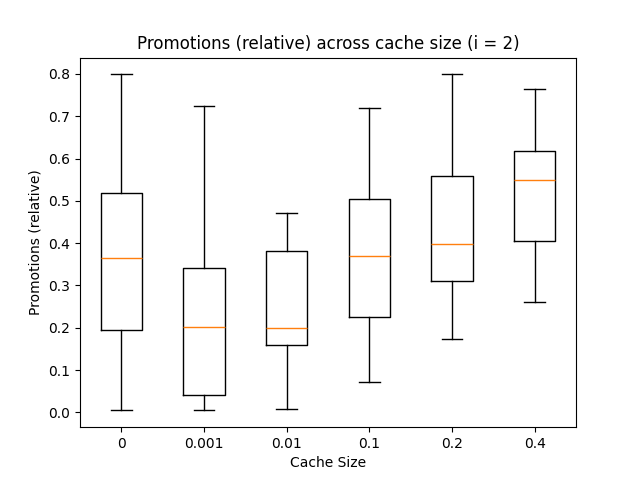 Promotions (relative) across cache size (i = 2)
Promotions (relative)
0.8
0.7
0.6
0.5
0.4
0.3
0.2
0.1
0.0
0 0.001 0.01 0.1 0.2 0.4
Cache Size